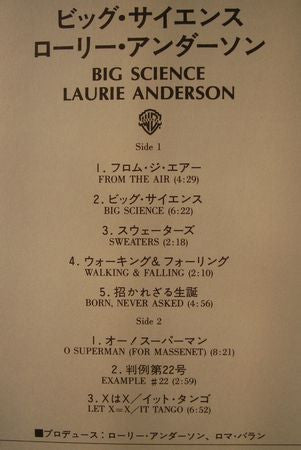 ビッグ・サイエンス
ローリー・アンダーソン
BIG SCIENCE
LAURIE ANDERSON
Side 1
1. フロム・ジ・エアー
FROM THE AIR (4:29)
2. ビッグ・サイエンス
BIG SCIENCE (6:22)
3. スウェーターズ
SWEATERS (2:18)
4. ウォーキング& フォーリング
WALKING & FALLING (2:10)
5. 招かれざる生誕
BORN, NEVER ASKED (4:56)
Side 2
1. オー!スーパーマン
O SUPERMAN (FOR MASSENET) (8:21)
2. 判例第22号
EXAMPLE #22 (2:59)
3. XはX/イット・タンゴ
LET X=X/IT TANGO (6:52)
■プロデュース:ローリー・アンダーソン、ロマ・バラン